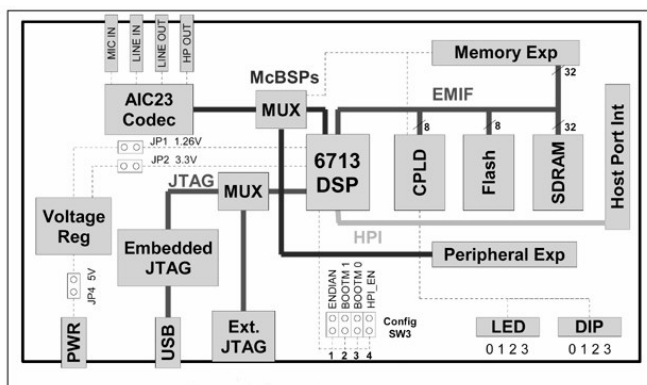 MIC IN
LINE IN
LINE OUT
HP OUT
McBSPs
Memory Exp
32
AIC23
Codec
MUX
EMIF
JP1 1.26V
JP2 3.3V
6713
DSP
8
CPLD
8
Flash
32
SDRAM
Host Port Int
JTAG
MUX
Voltage
Reg
Embedded
JTAG
HPI
Peripheral Exp
JP4 5V
ENDIAN
BOOTM 1
BOOTM 0
HPI_EN
Config
SW3
1 2 3 4
PWR
USB
Ext.
JTAG
LED
0 1 2 3
DIP
0 1 2 3